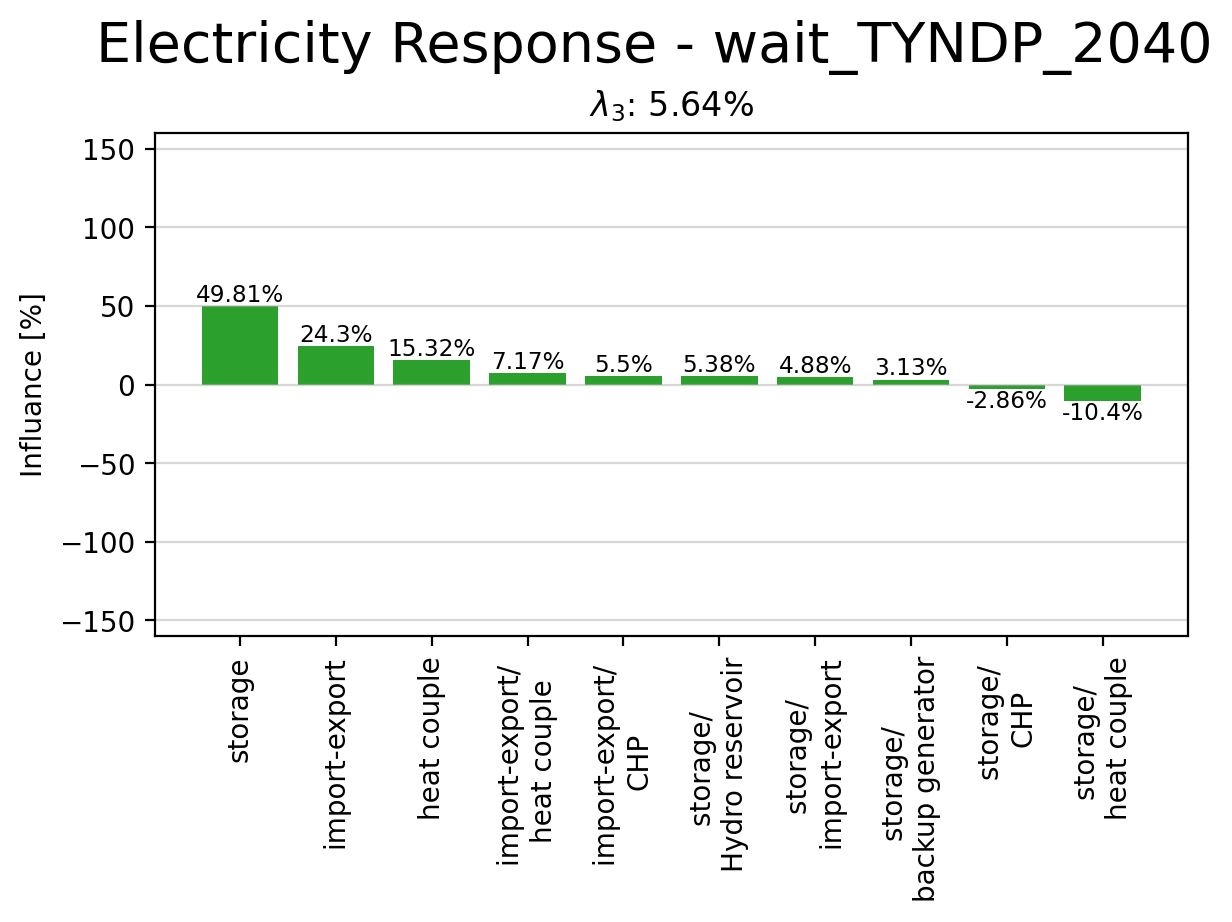 Electricity Response - wait_TYNDP_2040
λ3: 5.64%
Influance [%]
150
100
50
0
−50
−100
−150
49.81%
24.3%
15.32%
7.17%
5.5%
5.38%
4.88%
3.13%
-2.86%
-10.4%
storage
import-export
heat couple
import-export/
heat couple
import-export/
CHP
storage/
Hydro reservoir
storage/
import-export
storage/
backup generator
storage/
CHP
storage/
heat couple